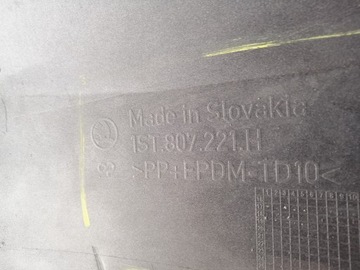 Made in Slovakia
1ST.807.221.H
>PP+EPDM-TD10<